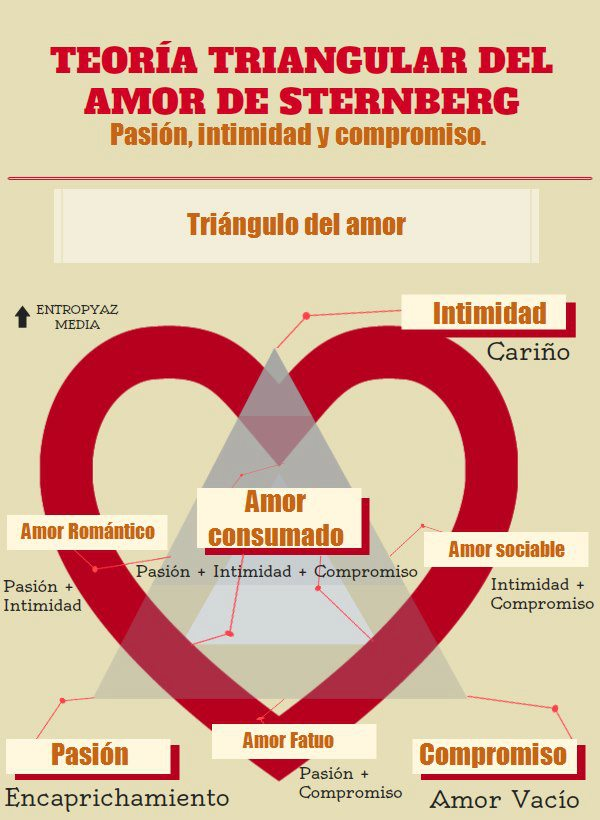 TEORÍA TRIANGULAR DEL
AMOR DE STERNBERG
Pasión, intimidad y compromiso.
Triángulo del amor
ENTROPYAZ
MEDIA
Intimidad
Cariño
Amor
consumado
Pasión + Intimidad + Compromiso
Amor Romántico
Pasión +
Intimidad
Amor sociable
Intimidad +
Compromiso
Pasión
Encaprichamiento
Amor Fatuo
Pasión +
Compromiso
Compromiso
Amor Vacío